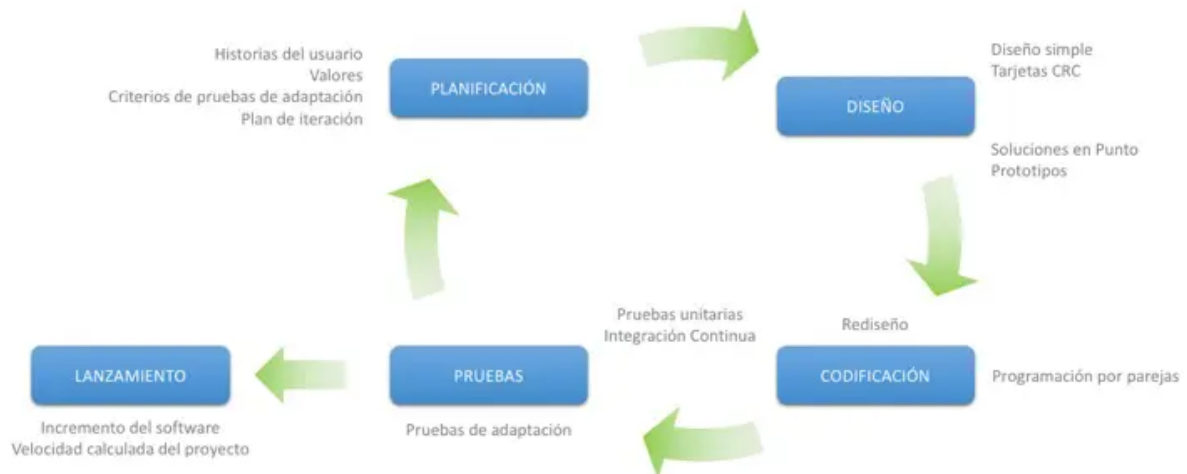 Historias del usuario
Valores
Criterios de pruebas de adaptación
Plan de iteración
PLANIFICACIÓN
DISEÑO
Diseño simple
Tarjetas CRC
Soluciones en Punto
Prototipos
Pruebas unitarias
Integración Continua
Rediseño
CODIFICACIÓN
Programación por parejas
PRUEBAS
Pruebas de adaptación
LANZAMIENTO
Incremento del software
Velocidad calculada del proyecto